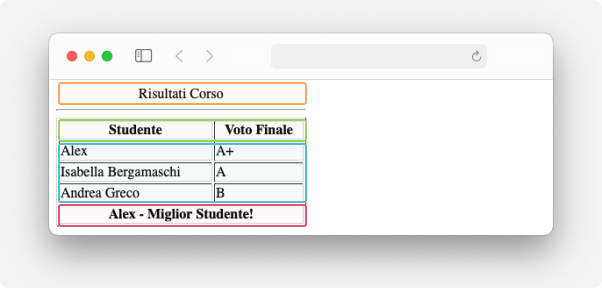 Risultati Corso
Studente Voto Finale
Alex A+
Isabella Bergamaschi A
Andrea Greco B
Alex - Miglior Studente!